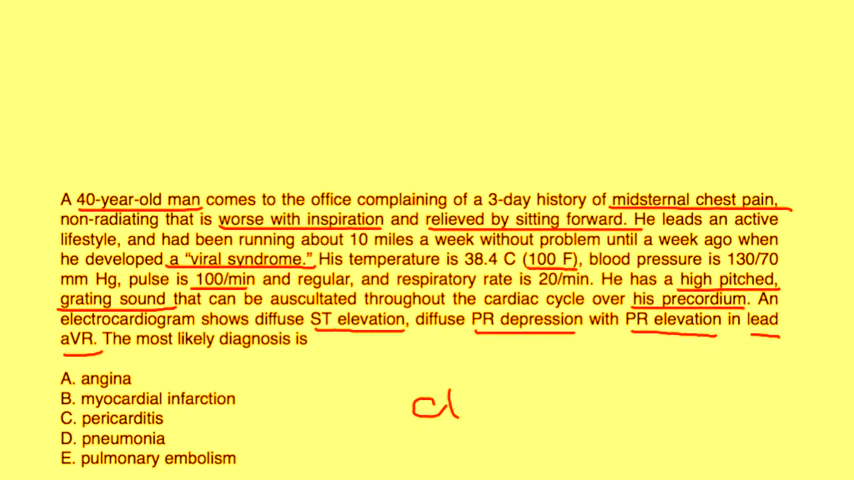 A 40-year-old man comes to the office complaining of a 3-day history of midsternal chest pain,
non-radiating that is worse with inspiration and relieved by sitting forward. He leads an active
lifestyle, and had been running about 10 miles a week without problem until a week ago when
he developed a “viral syndrome.” His temperature is 38.4 C (100 F), blood pressure is 130/70
mm Hg, pulse is 100/min and regular, and respiratory rate is 20/min. He has a high pitched,
grating sound that can be auscultated throughout the cardiac cycle over his precordium. An
electrocardiogram shows diffuse ST elevation, diffuse PR depression with PR elevation in lead
aVR. The most likely diagnosis is
A. angina
B. myocardial infarction
C. pericarditis
D. pneumonia
E. pulmonary embolism